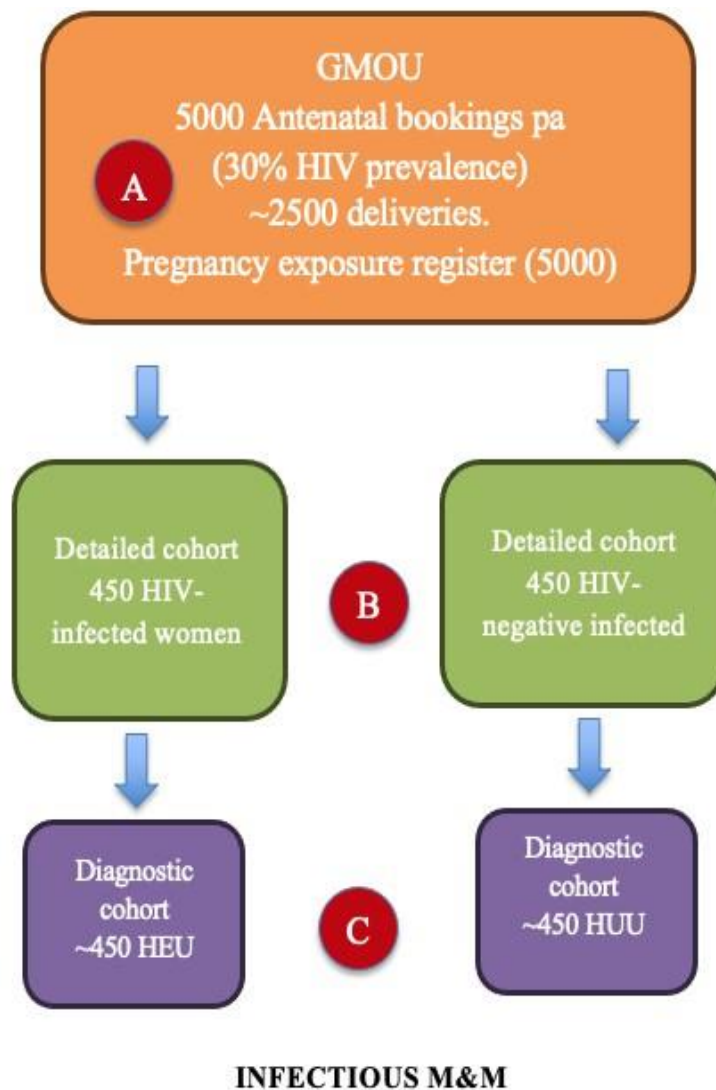 GMOU
5000 Antenatal bookings pa
(30% HIV prevalence)
~2500 deliveries.
Pregnancy exposure register (5000)
A
Detailed cohort
450 HIV-
infected women
B
Detailed cohort
450 HIV-
negative infected
Diagnostic
cohort
~450 HEU
C
Diagnostic
cohort
~450 HUU
INFECTIOUS M&M